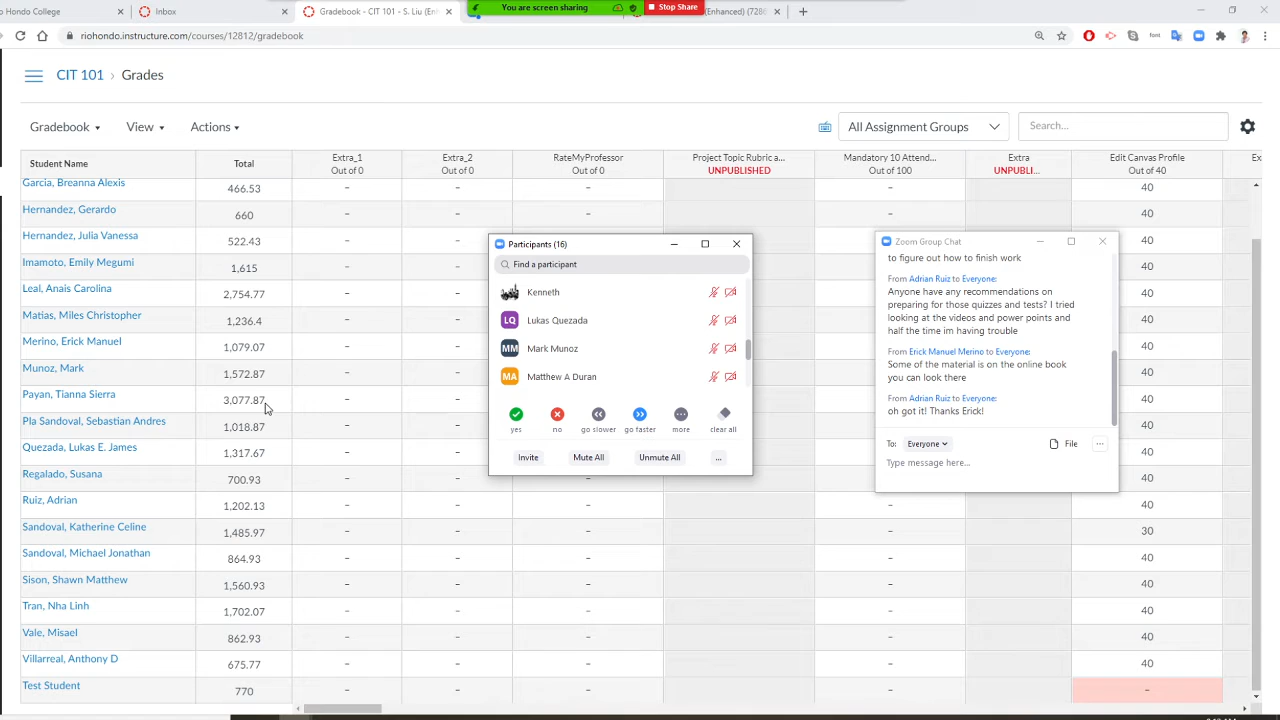 o Hondo College
Inbox
Gradebook - CIT 101 - S. Liu (Enh
You are screen sharing
Stop Share
(Enhanced) (7286
riohondo.instructure.com/courses/12812/gradebook
CIT 101 › Grades
Gradebook
View
Actions
All Assignment Groups
Search...
Student Name
Total
Extra_1
Out of 0
Extra_2
Out of 0
RateMyProfessor
Out of 0
Project Topic Rubric a...
UNPUBLISHED
Mandatory 10 Attend...
Out of 100
Extra
UNPUBLI...
Edit Canvas Profile
Out of 40
Ex
Garcia, Breanna Alexis 466.53 – – – – 40
Hernandez, Gerardo 660 – – – – 40
Hernandez, Julia Vanessa 522.43 – – 40
Imamoto, Emily Megumi 1,615 – – 40
Leal, Anais Carolina 2,754.77 – – 40
Matias, Miles Christopher 1,236.4 – – 40
Merino, Erick Manuel 1,079.07 – – 40
Munoz, Mark 1,572.87 – – 40
Payan, Tianna Sierra 3,077.87 – – 40
Pla Sandoval, Sebastian Andres 1,018.87 – – 40
Quezada, Lukas E. James 1,317.67 – – 40
Regalado, Susana 700.93 – – – – 40
Ruiz, Adrian 1,202.13 – – – – 40
Sandoval, Katherine Celine 1,485.97 – – – – 30
Sandoval, Michael Jonathan 864.93 – – – – 40
Sison, Shawn Matthew 1,560.93 – – – – 40
Tran, Nha Linh 1,702.07 – – – – 40
Vale, Misael 862.93 – – – – 40
Villarreal, Anthony D 675.77 – – – – 40
Test Student 770 – – – – –
Participants (16)
Find a participant
Kenneth
LQ Lukas Quezada
MM Mark Munoz
MA Matthew A Duran
yes no go slower go faster more clear all
Invite Mute All Unmute All ...
Zoom Group Chat
to figure out how to finish work
From Adrian Ruiz to Everyone:
Anyone have any recommendations on
preparing for those quizzes and tests? I tried
looking at the videos and power points and
half the time im having trouble
From Erick Manuel Merino to Everyone:
Some of the material is on the online book
you can look there
From Adrian Ruiz to Everyone:
oh got it! Thanks Erick!
To: Everyone File ...
Type message here...